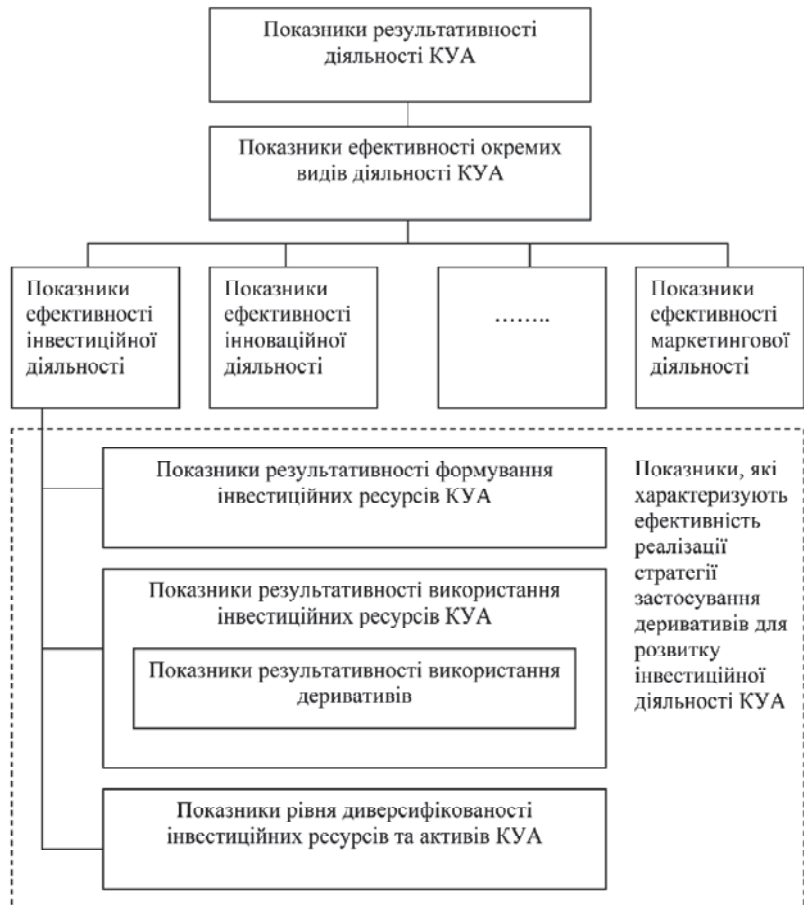 Показники результативності
діяльності КУА
Показники ефективності окремих
видів діяльності КУА
Показники
ефективності
інвестиційної
діяльності
Показники
ефективності
інноваційної
діяльності
........
Показники
ефективності
маркетингової
діяльності
Показники результативності формування
інвестиційних ресурсів КУА
Показники результативності використання
інвестиційних ресурсів КУА
Показники результативності використання
деривативів
Показники рівня диверсифікованості
інвестиційних ресурсів та активів КУА
Показники, які
характеризують
ефективність
реалізації
стратегії
застосування
деривативів для
розвитку
інвестиційної
діяльності КУА